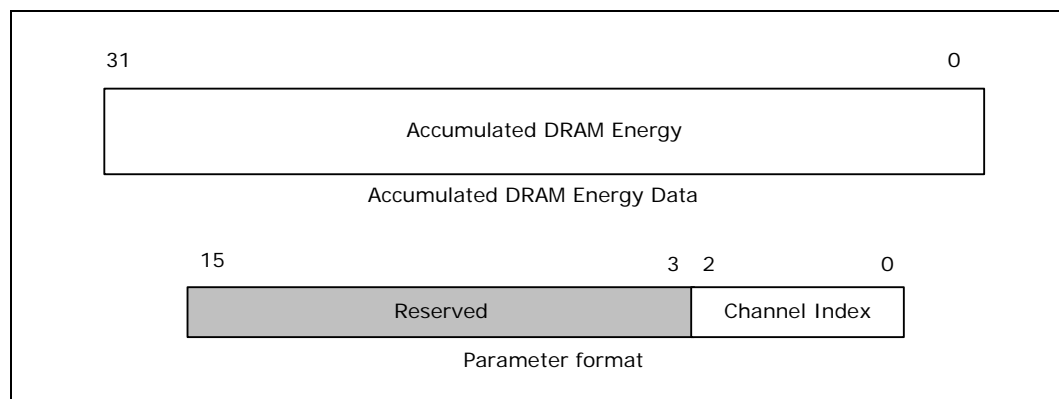 31 0
Accumulated DRAM Energy
Accumulated DRAM Energy Data
15 3 2 0
Reserved Channel Index
Parameter format